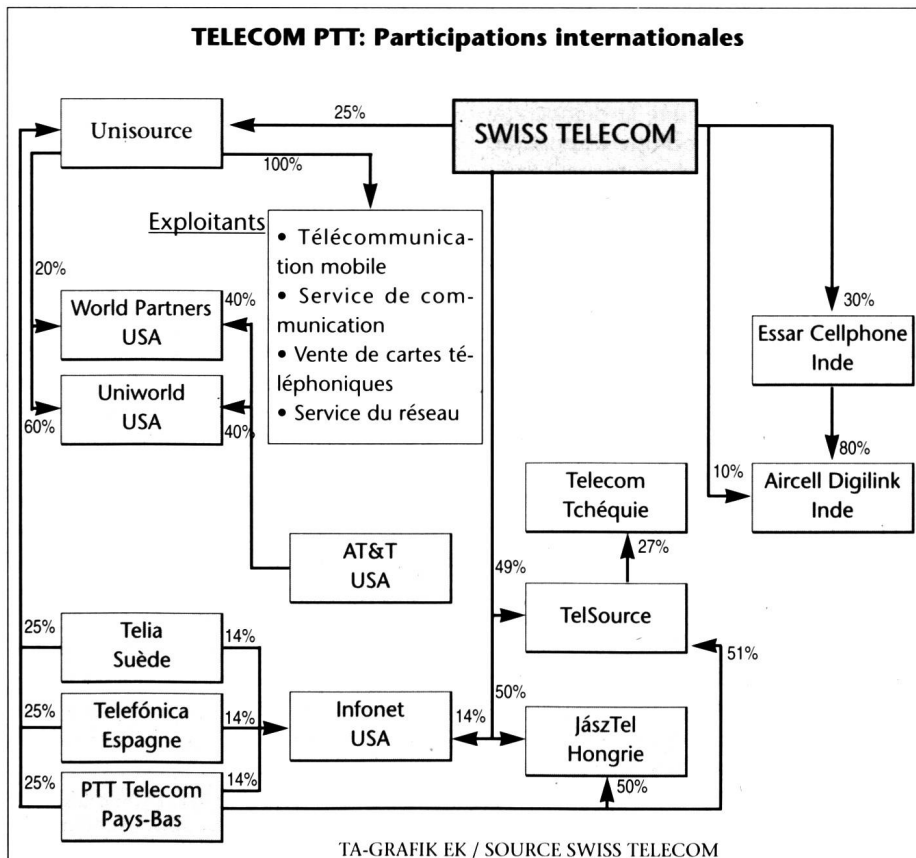 TELECOM PTT: Participations internationales
Unisource
25%
SWISS TELECOM
100%
Exploitants
• Télécommunica-
tion mobile
• Service de com-
munication
• Vente de cartes té-
léphoniques
• Service du réseau
20%
World Partners
USA
40%
Uniworld
USA
60%
40%
30%
Essar Cellphone
Inde
80%
10%
Aircell Digilink
Inde
Telecom
Tchéquie
27%
AT&T
USA
49%
TelSource
51%
25%
Telia
Suède
14%
25%
Telefónica
Espagne
14%
25%
PTT Telecom
Pays-Bas
14%
Infonet
USA
14%
50%
JászTel
Hongrie
50%
TA-GRAFIK EK / SOURCE SWISS TELECOM